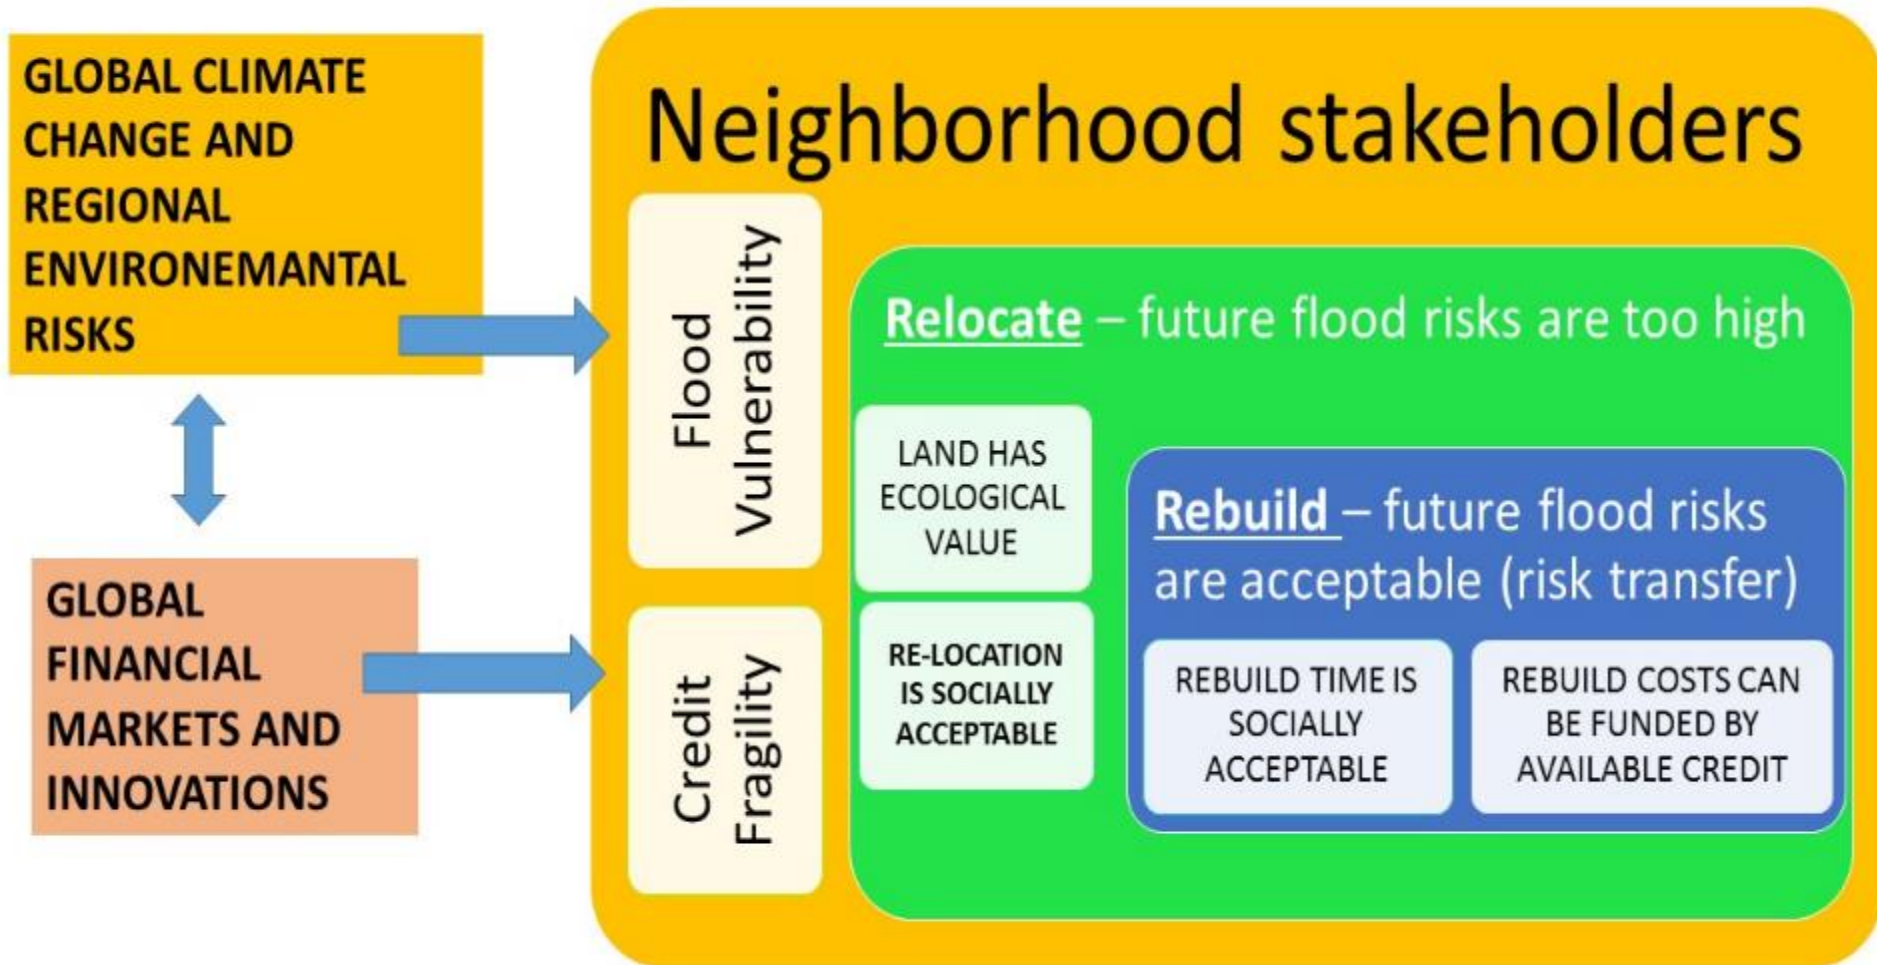 GLOBAL CLIMATE
CHANGE AND
REGIONAL
ENVIRONEMANTAL
RISKS
GLOBAL
FINANCIAL
MARKETS AND
INNOVATIONS
Neighborhood stakeholders
Flood
Vulnerability
Credit
Fragility
Relocate – future flood risks are too high
LAND HAS
ECOLOGICAL
VALUE
RE-LOCATION
IS SOCIALLY
ACCEPTABLE
Rebuild – future flood risks
are acceptable (risk transfer)
REBUILD TIME IS
SOCIALLY
ACCEPTABLE
REBUILD COSTS CAN
BE FUNDED BY
AVAILABLE CREDIT